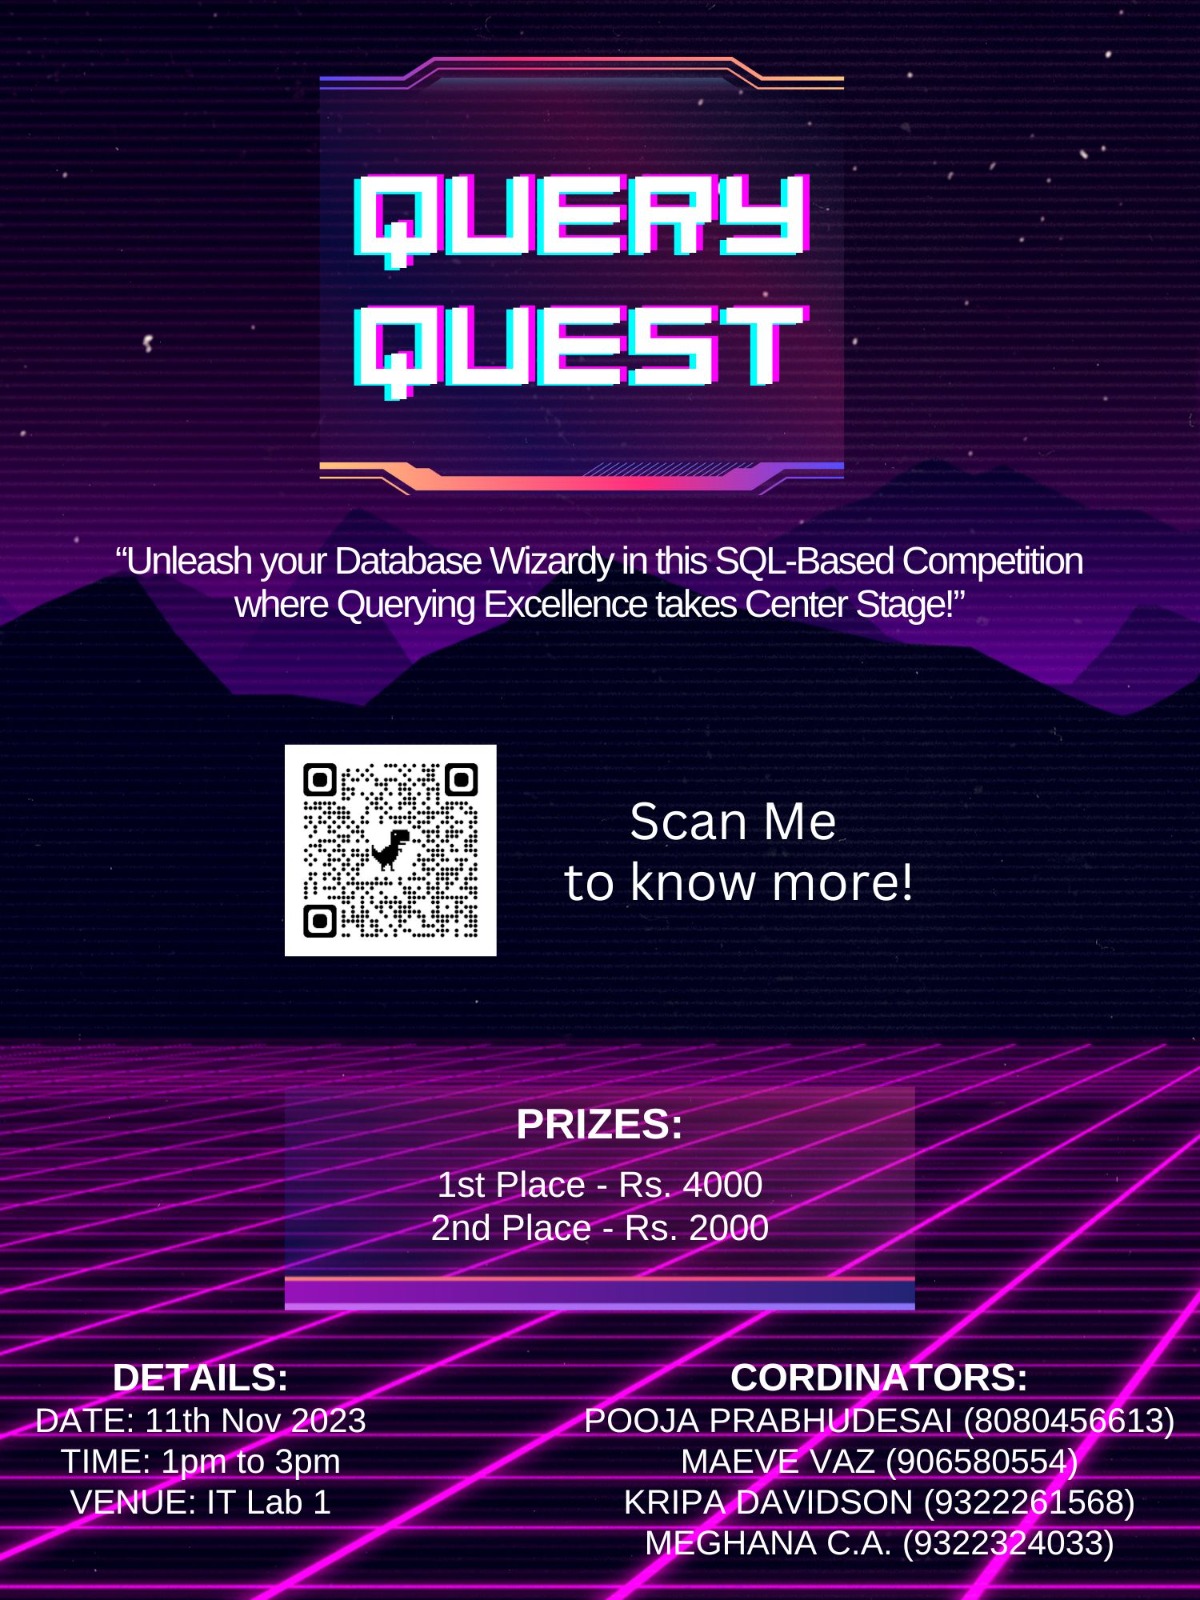 QUERY
QUEST
“Unleash your Database Wizardy in this SQL-Based Competition
where Querying Excellence takes Center Stage!”
Scan Me
to know more!
PRIZES:
1st Place - Rs. 4000
2nd Place - Rs. 2000
DETAILS:
DATE: 11th Nov 2023
TIME: 1pm to 3pm
VENUE: IT Lab 1
CORDINATORS:
POOJA PRABHUDESAI (8080456613)
MAEVE VAZ (906580554)
KRIPA DAVIDSON (9322261568)
MEGHANA C.A. (9322324033)